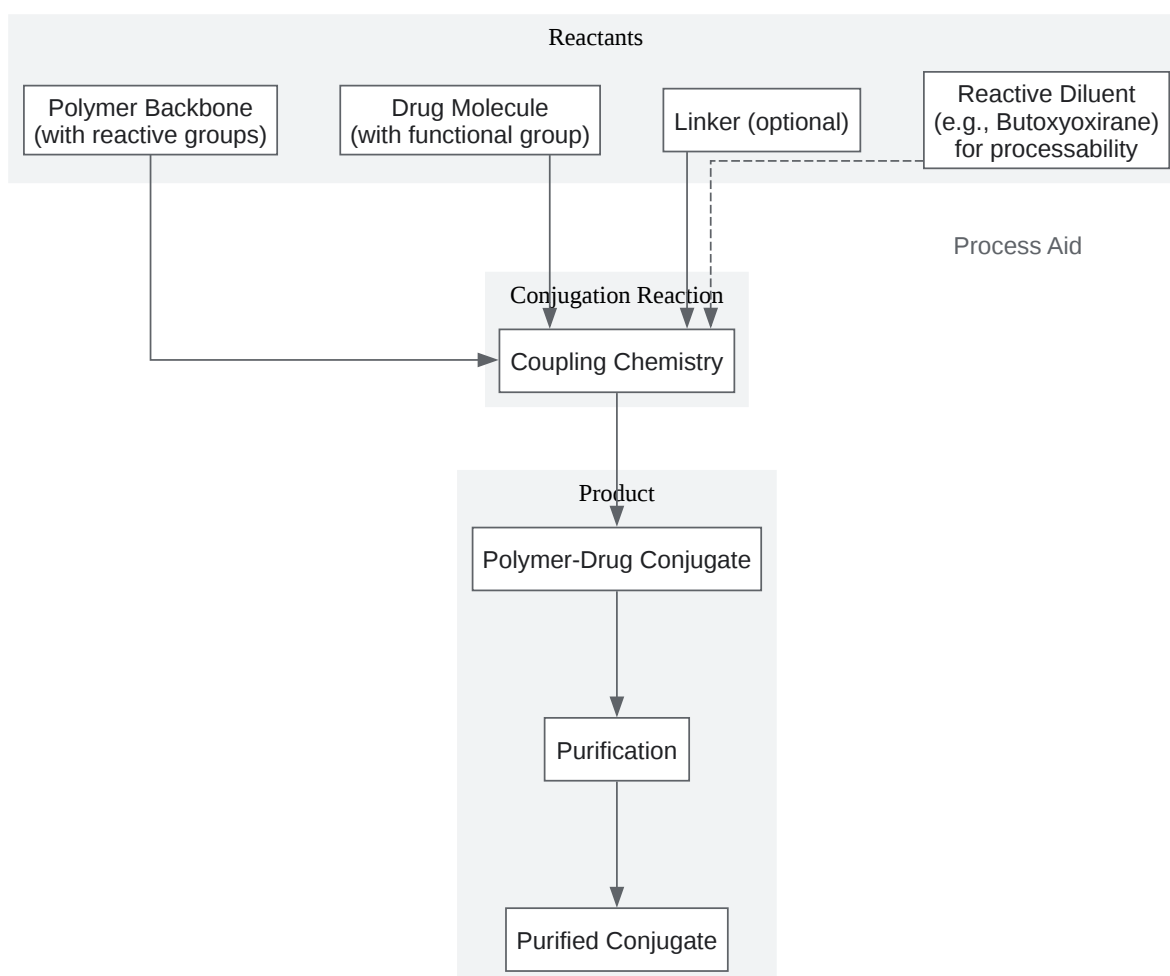 Reactants
Polymer Backbone
(with reactive groups)
Drug Molecule
(with functional group)
Linker (optional)
Reactive Diluent
(e.g., Butoxyoxirane)
for processability
Process Aid
Conjugation Reaction
Coupling Chemistry
Product
Polymer-Drug Conjugate
Purification
Purified Conjugate